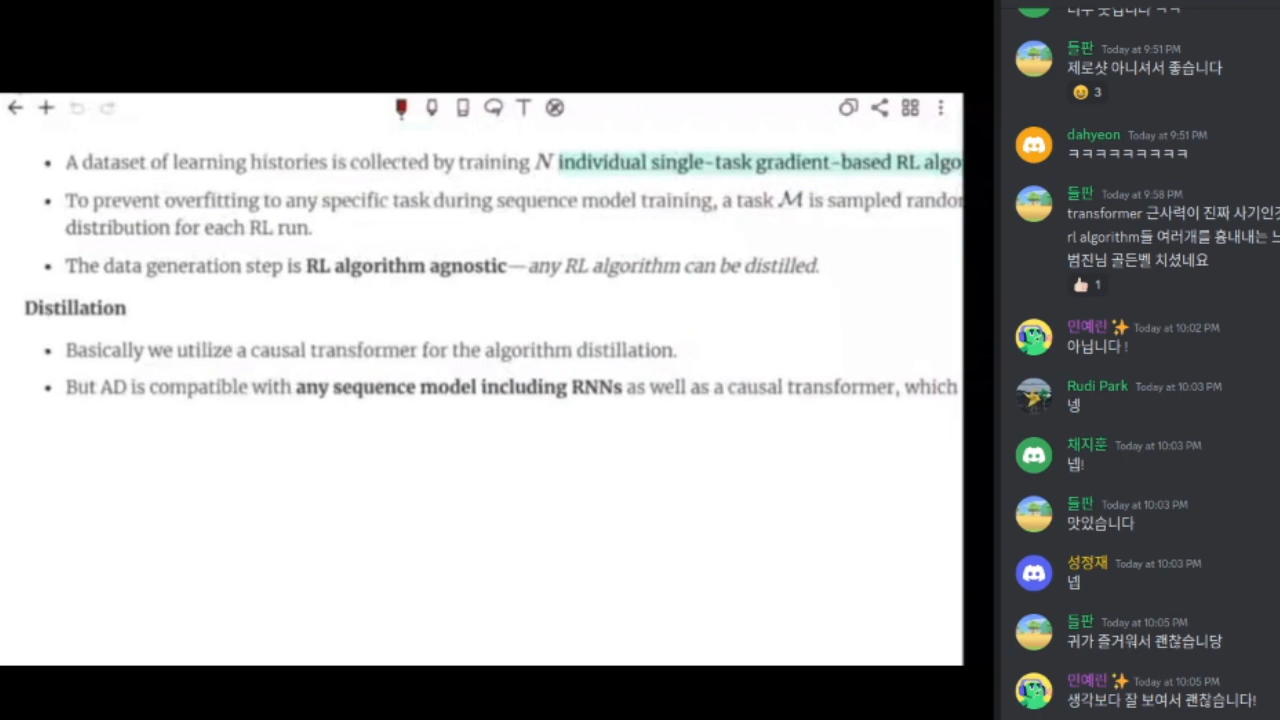 A dataset of learning histories is collected by training N individual single-task gradient-based RL algo
To prevent overfitting to any specific task during sequence model training, a task M is sampled random
distribution for each RL run.
The data generation step is RL algorithm agnostic—any RL algorithm can be distilled.
Distillation
Basically we utilize a causal transformer for the algorithm distillation.
But AD is compatible with any sequence model including RNNs as well as a causal transformer, which
들판 Today at 9:51 PM
제로샷 아니셔서 좋습니다
3
dahyeon Today at 9:51 PM
ㅋㅋㅋㅋㅋㅋㅋㅋㅋ
들판 Today at 9:58 PM
transformer 근사력이 진짜 사기인
rl algorithm들 여러개를 흉내내는
범진님 골든벨 치셨네요
1
민예린 Today at 10:02 PM
아닙니다 !
Rudi Park Today at 10:03 PM
넹
채지훈 Today at 10:03 PM
넵!
들판 Today at 10:03 PM
맛있습니다
성정재 Today at 10:03 PM
넵
들판 Today at 10:05 PM
귀가 즐거워서 괜찮습니당
민예린 Today at 10:05 PM
생각보다 잘 보여서 괜찮습니다!